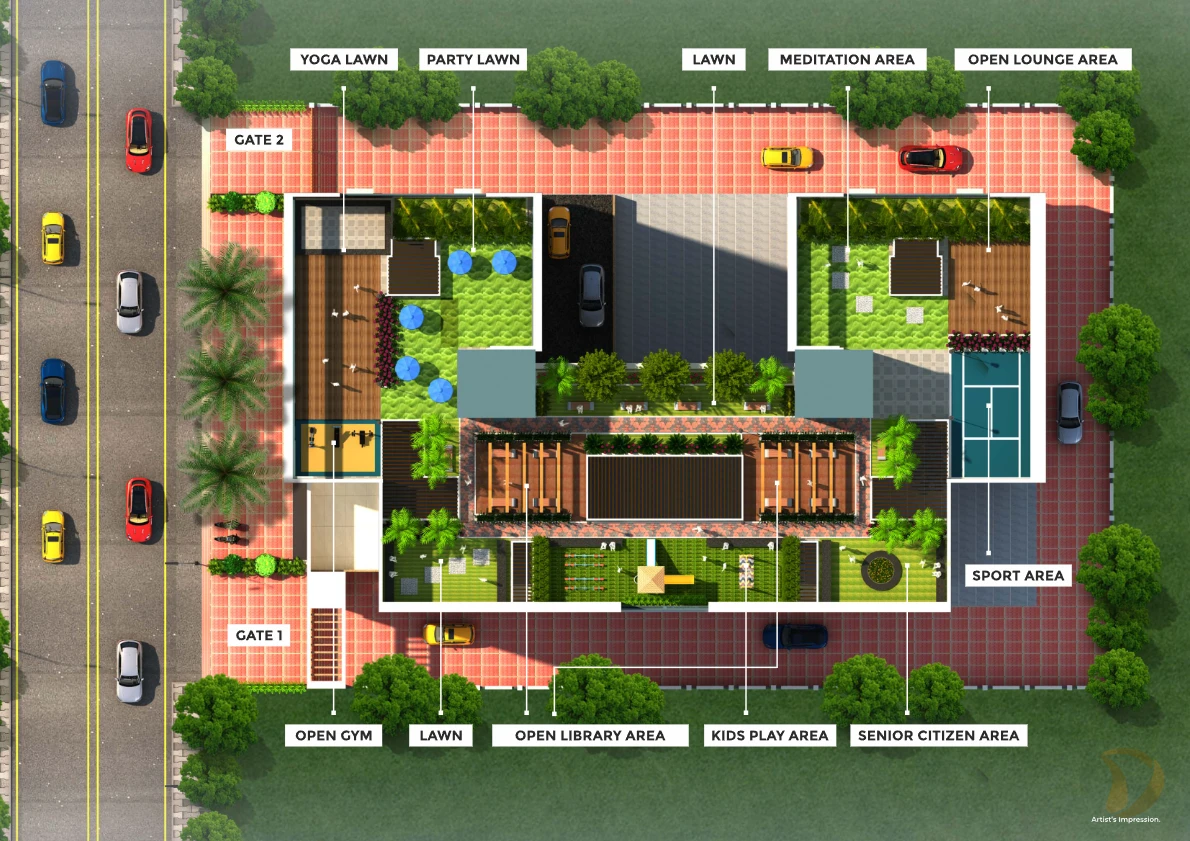 YOGA LAWN
PARTY LAWN
LAWN
MEDITATION AREA
OPEN LOUNGE AREA
GATE 2
SPORT AREA
GATE 1
OPEN GYM
LAWN
OPEN LIBRARY AREA
KIDS PLAY AREA
SENIOR CITIZEN AREA
Artist's Impression.